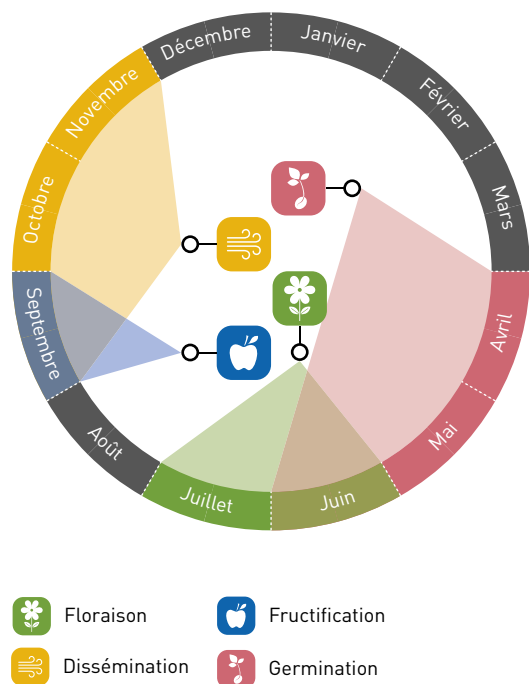 Janvier
Février
Mars
Avril
Mai
Juin
Juillet
Août
Septembre
Octobre
Novembre
Décembre
Floraison
Fructification
Dissémination
Germination